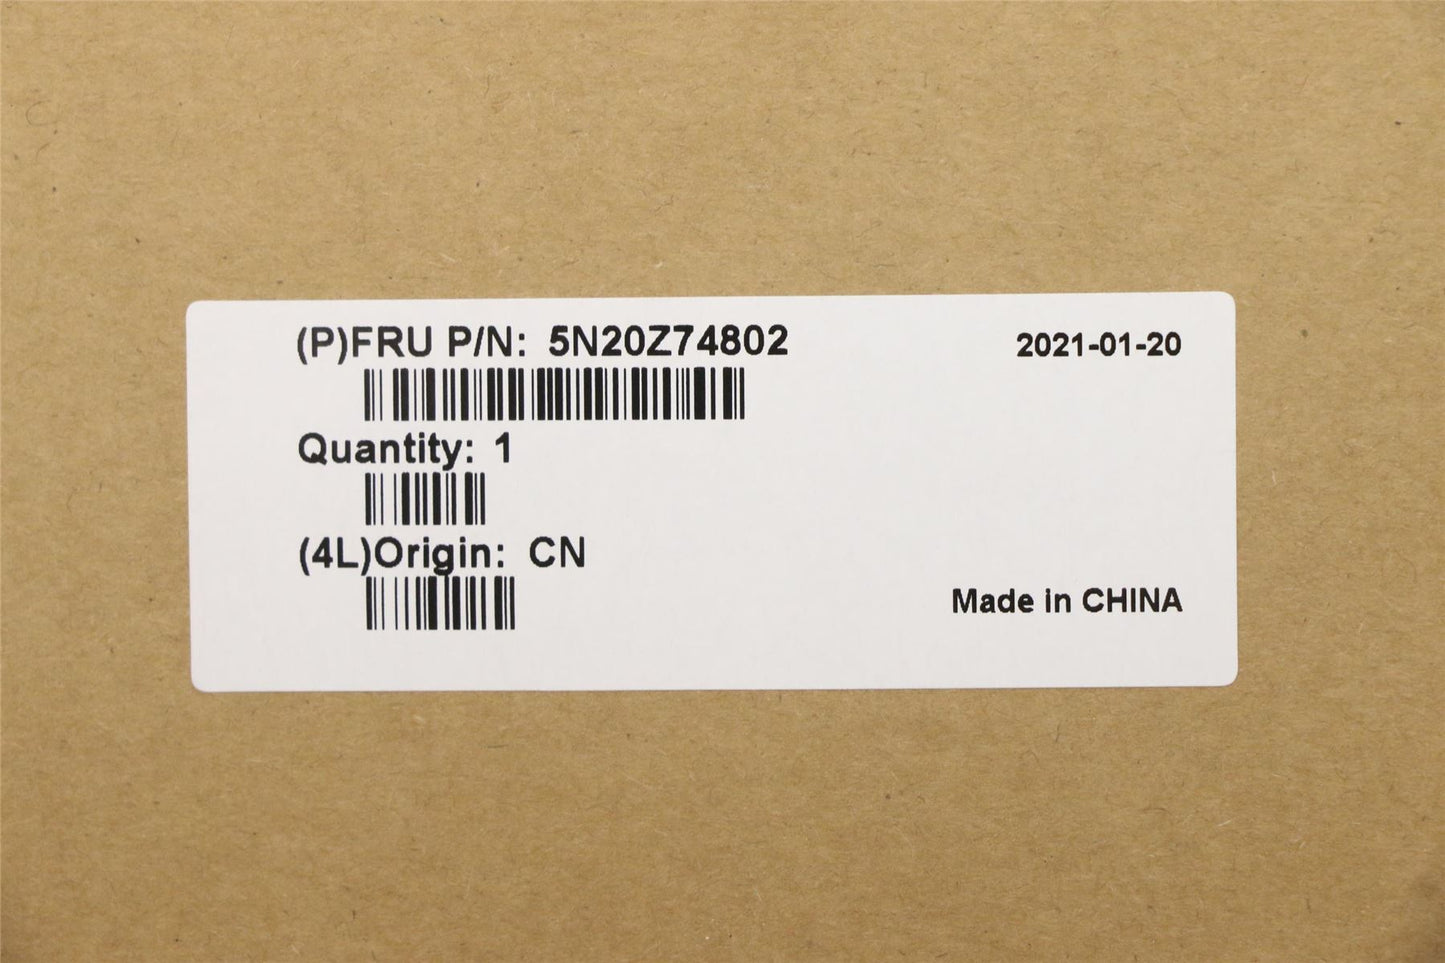 (P)FRU P/N: 5N20Z74802
2021-01-20
Quantity: 1
(4L)Origin: CN
Made in CHINA